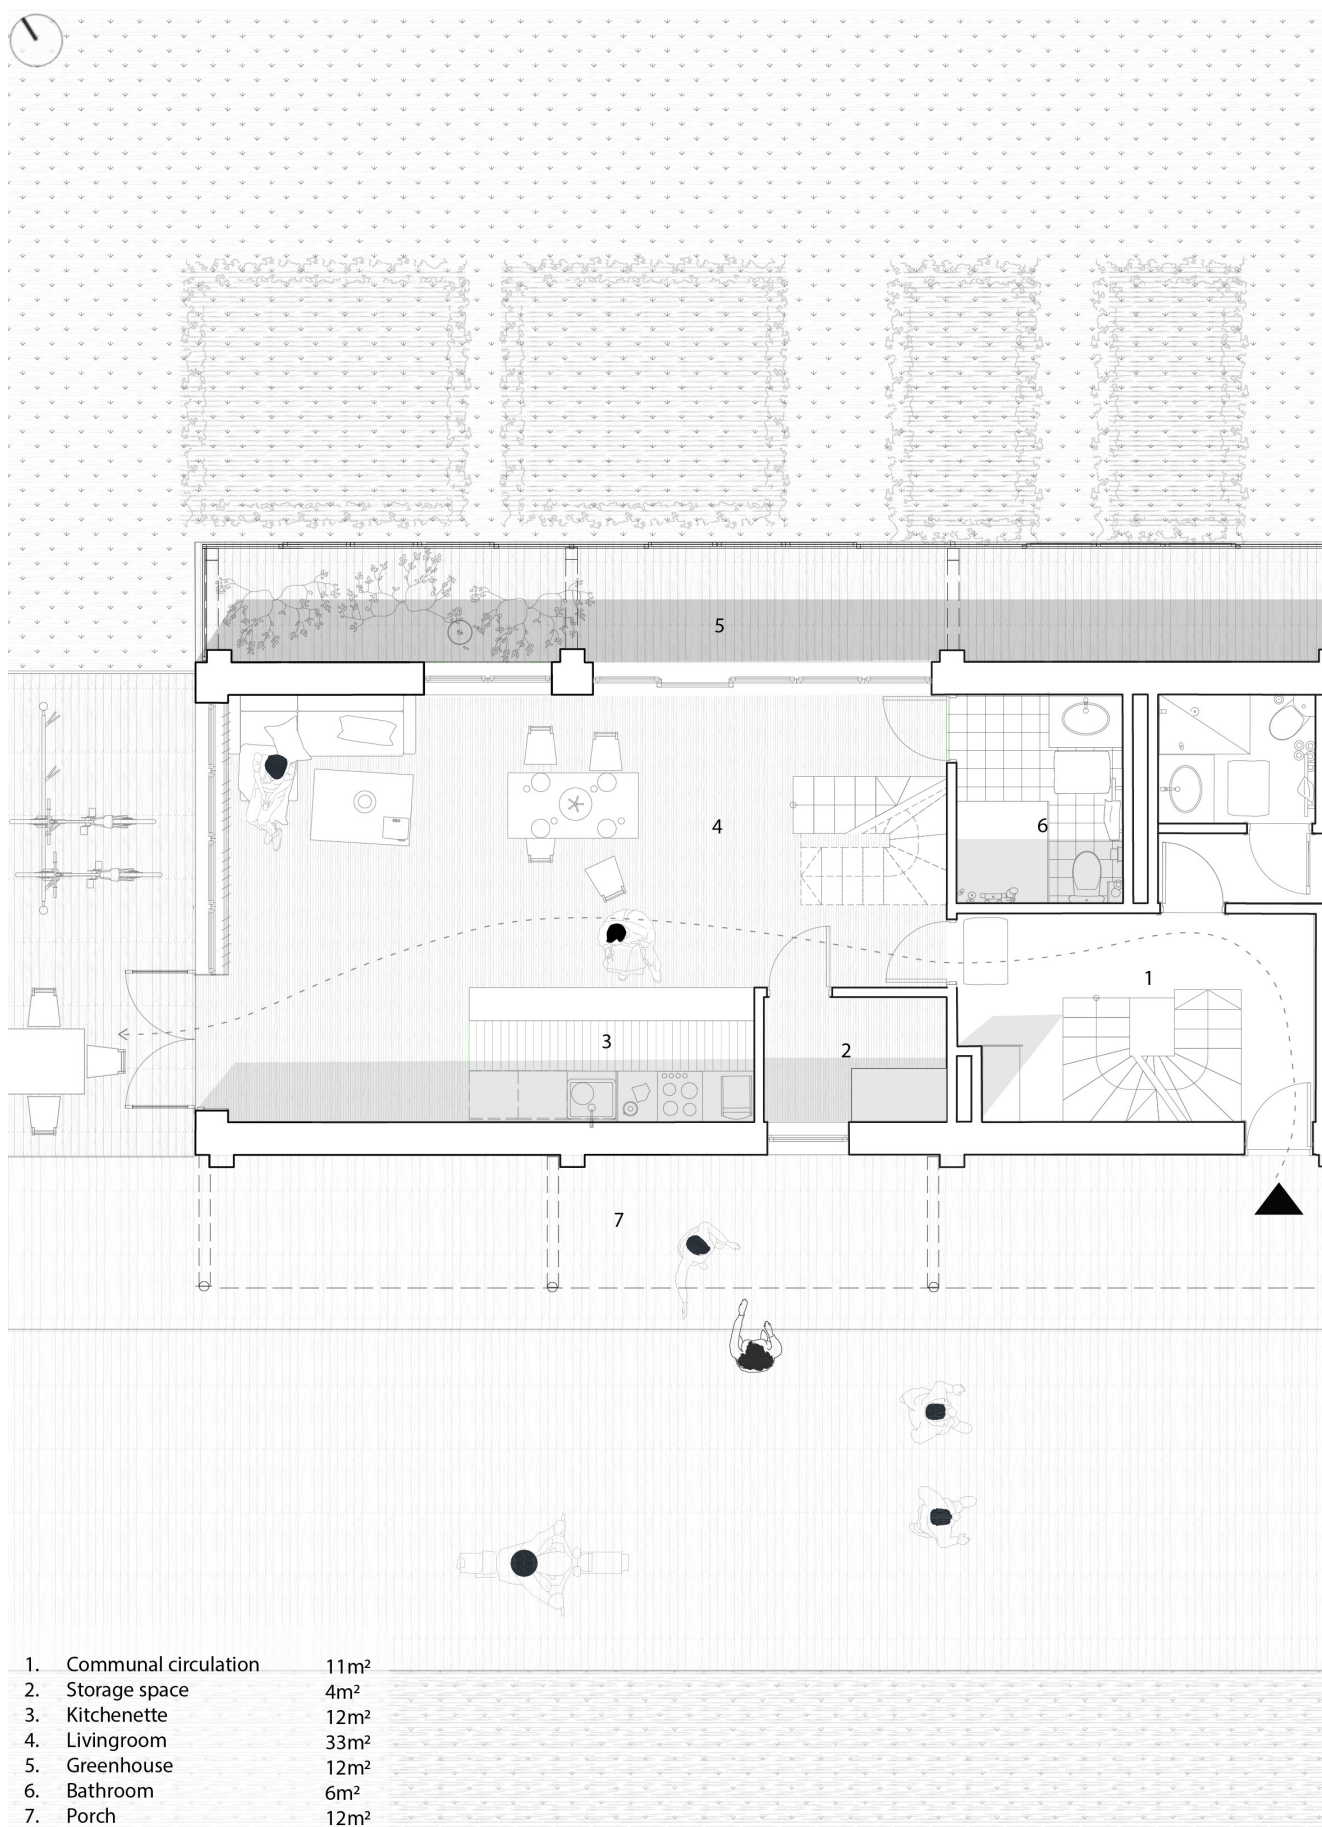 5
4
6
1
3
2
7
1. Communal circulation 11m²
2. Storage space 4m²
3. Kitchenette 12m²
4. Livingroom 33m²
5. Greenhouse 12m²
6. Bathroom 6m²
7. Porch 12m²